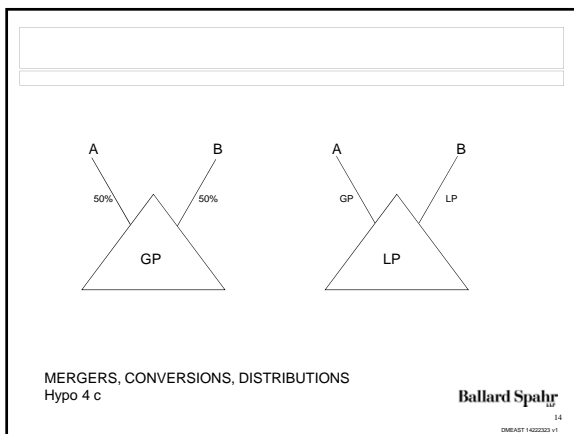 A B A B
50% 50% GP LP
GP LP
MERGERS, CONVERSIONS, DISTRIBUTIONS
Hypo 4 c
Ballard Spahr
LLP
14
DMEAST 14222323 v1